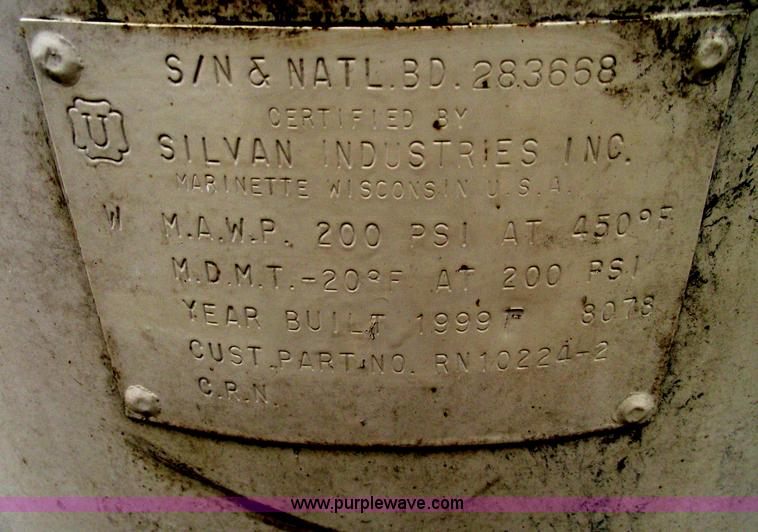 S/N & NATL.BD. 283668
CERTIFIED BY
U
SILVAN INDUSTRIES INC.
MARINETTE WISCONSIN U.S.A.
W M.A.W.P. 200 PSI AT 450°F
M.D.M.T. -20°F AT 200 PSI
YEAR BUILT 1999 F 8078
CUST. PART NO. RN10224-2
C.R.N.
www.purplewave.com